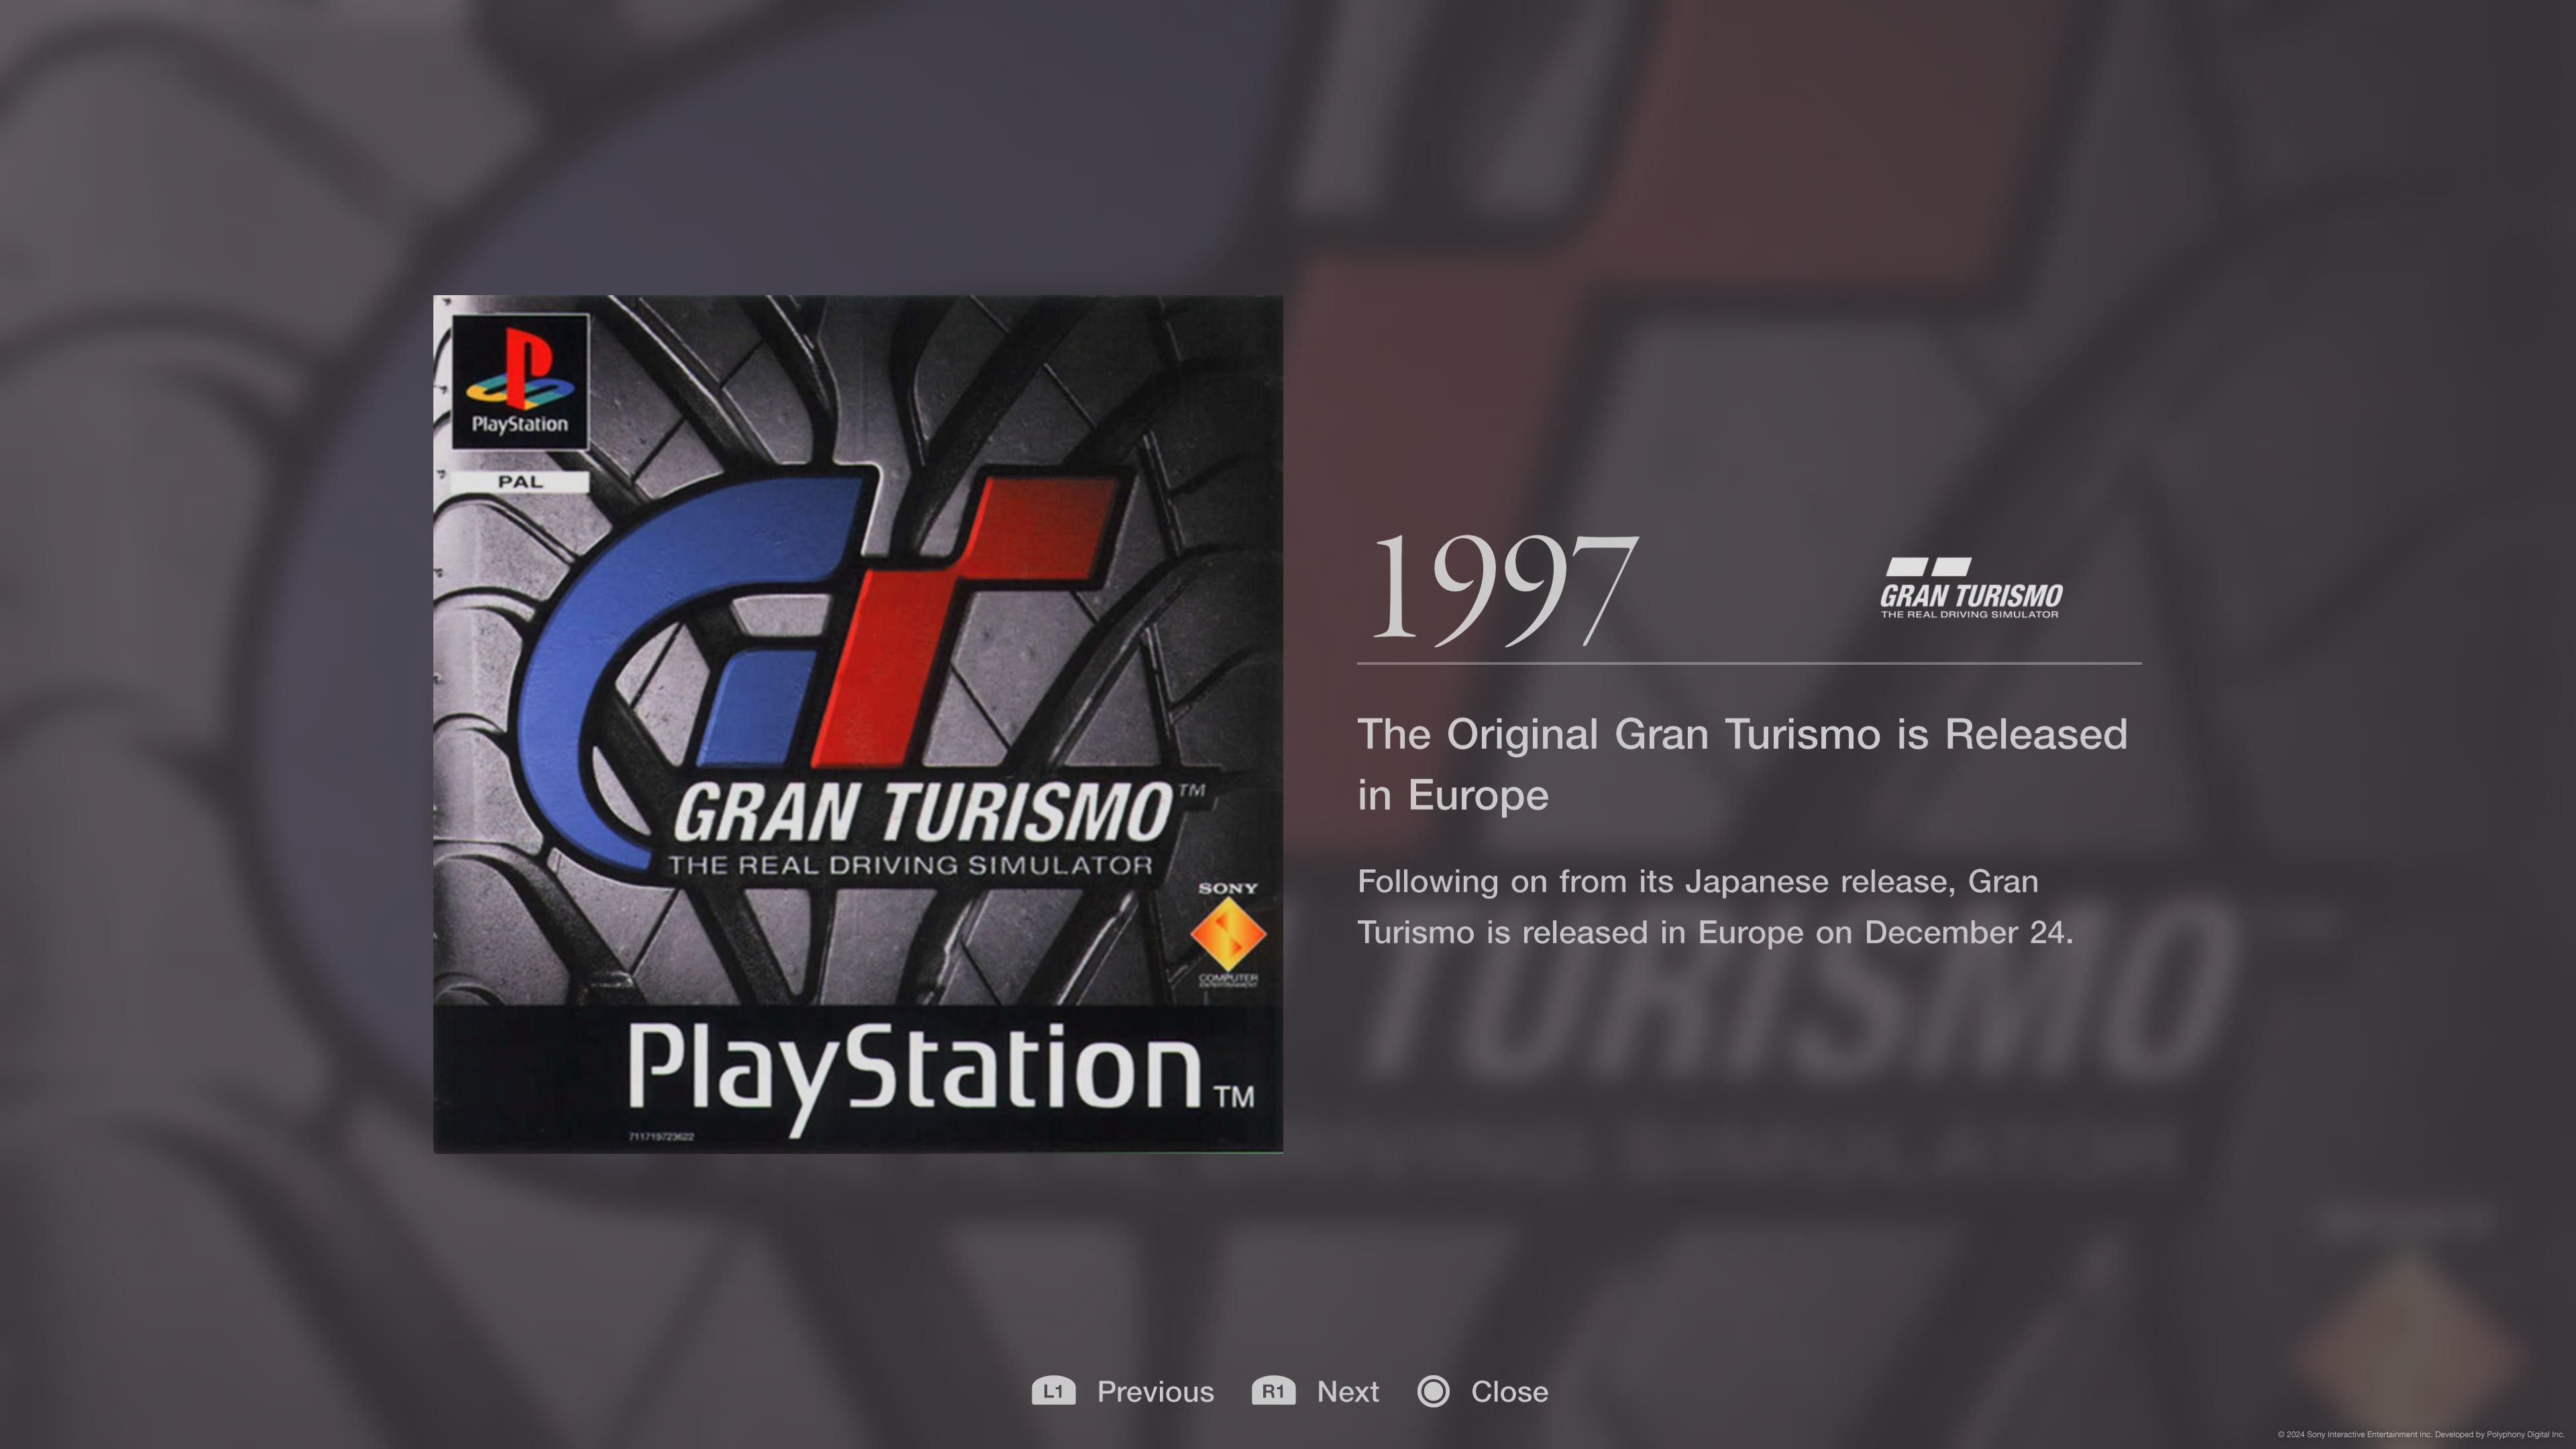 PlayStation
PAL
GRAN TURISMO™
THE REAL DRIVING SIMULATOR
SONY
COMPUTER
ENTERTAINMENT
PlayStation™
711719723622
1997
GRAN TURISMO
THE REAL DRIVING SIMULATOR
The Original Gran Turismo is Released
in Europe
Following on from its Japanese release, Gran
Turismo is released in Europe on December 24.
TURISMO
L1 Previous R1 Next Close
© 2024 Sony Interactive Entertainment Inc. Developed by Polyphony Digital Inc.